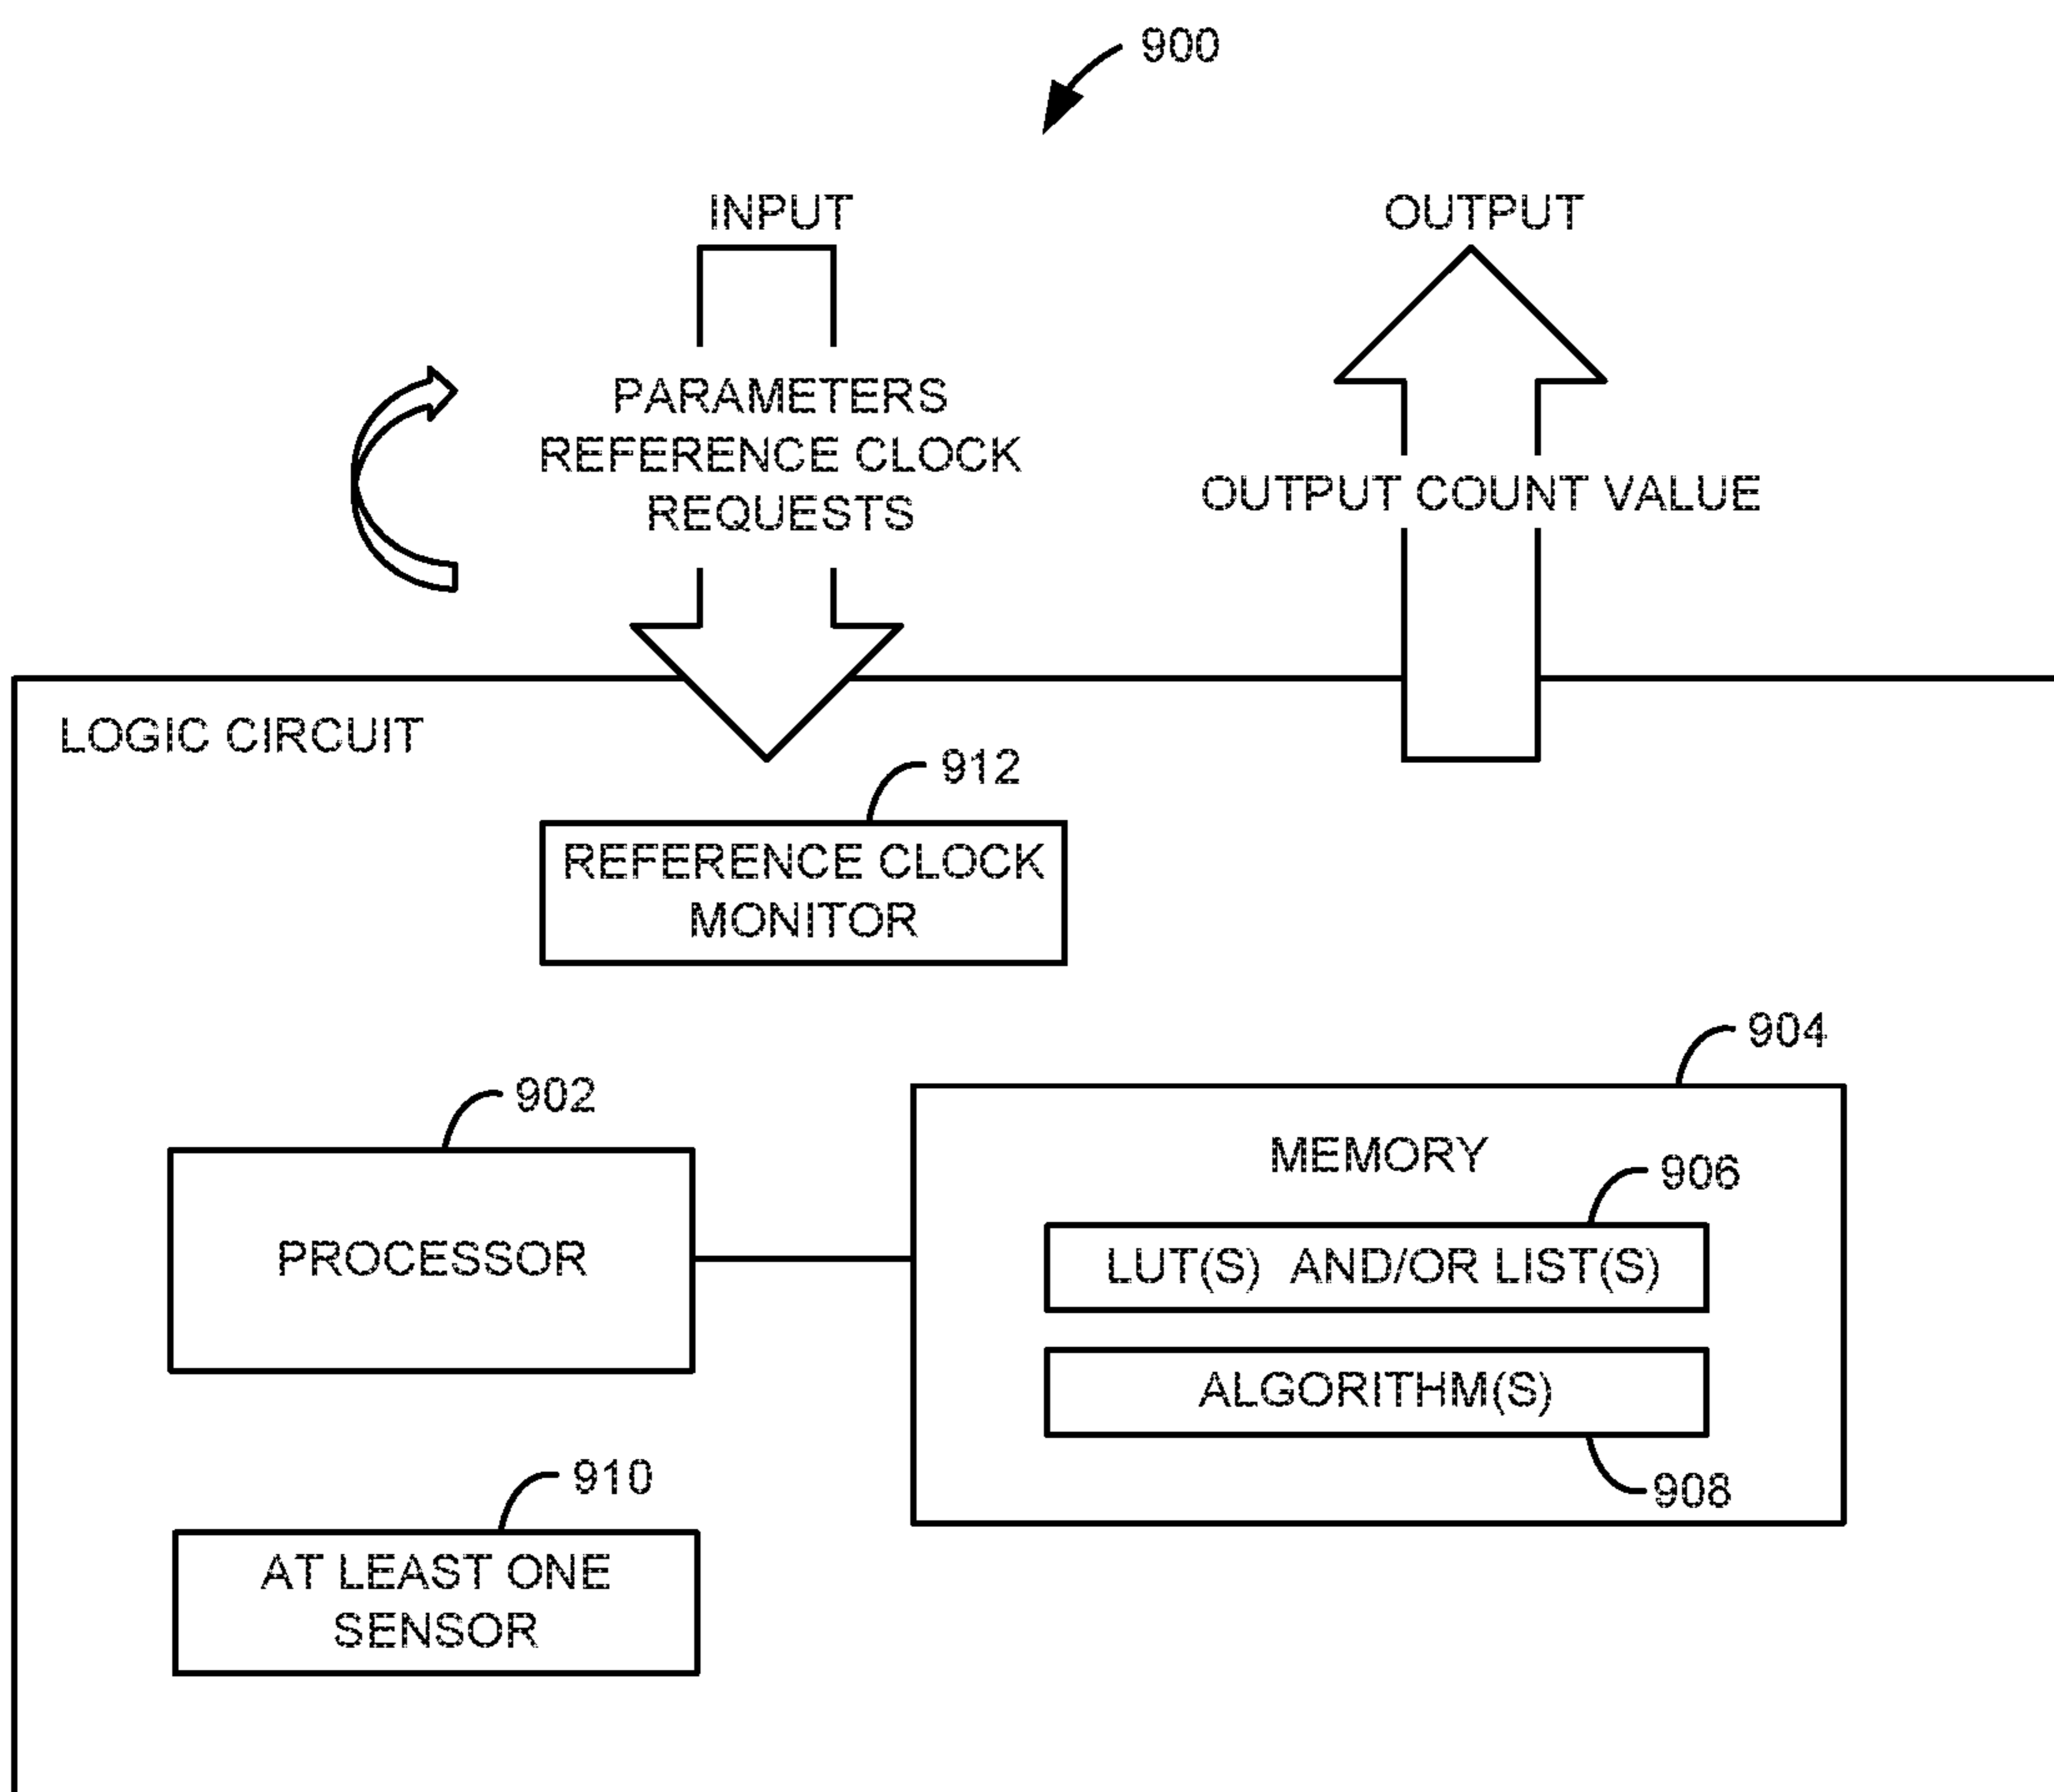 900
INPUT
OUTPUT
PARAMETERS
REFERENCE CLOCK
REQUESTS
OUTPUT COUNT VALUE
LOGIC CIRCUIT
912
REFERENCE CLOCK
MONITOR
904
902
MEMORY
906
PROCESSOR
LUT(S) AND/OR LIST(S)
ALGORITHM(S)
908
910
AT LEAST ONE
SENSOR